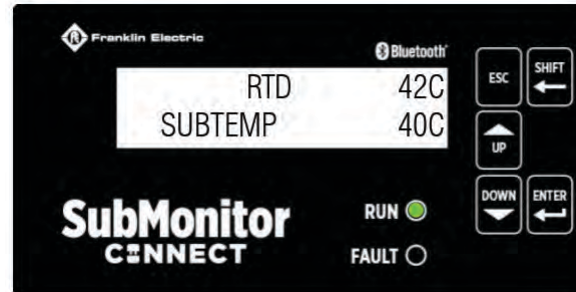 Franklin Electric
Bluetooth
RTD 42C
SUBTEMP 40C
ESC
SHIFT
UP
DOWN
ENTER
SubMonitor
CONNECT
RUN
FAULT